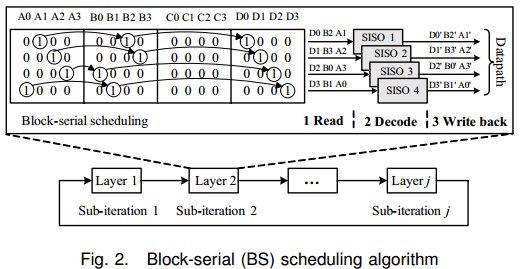 A0 A1 A2 A3 B0 B1 B2 B3 C0 C1 C2 C3 D0 D1 D2 D3
0 1 0 0 0 0 1 0 0 0 0 0 1 0 0 0 D0 B2 A1 SISO 1 D0' B2' A1'
0 0 1 0 0 0 0 1 0 0 0 0 0 1 0 0 D1 B3 A2 SISO 2 D1' B3' A2'
0 0 0 1 1 0 0 0 0 0 0 0 0 0 1 0 D2 B0 A3 SISO 3 D2' B0' A3'
1 0 0 0 0 1 0 0 0 0 0 0 0 0 0 1 D3 B1 A0 SISO 4 D3' B1' A0'
Datapath
Block-serial scheduling 1 Read 2 Decode 3 Write back
Layer 1 Layer 2 ... Layer j
Sub-iteration 1 Sub-iteration 2 Sub-iteration j
Fig. 2. Block-serial (BS) scheduling algorithm